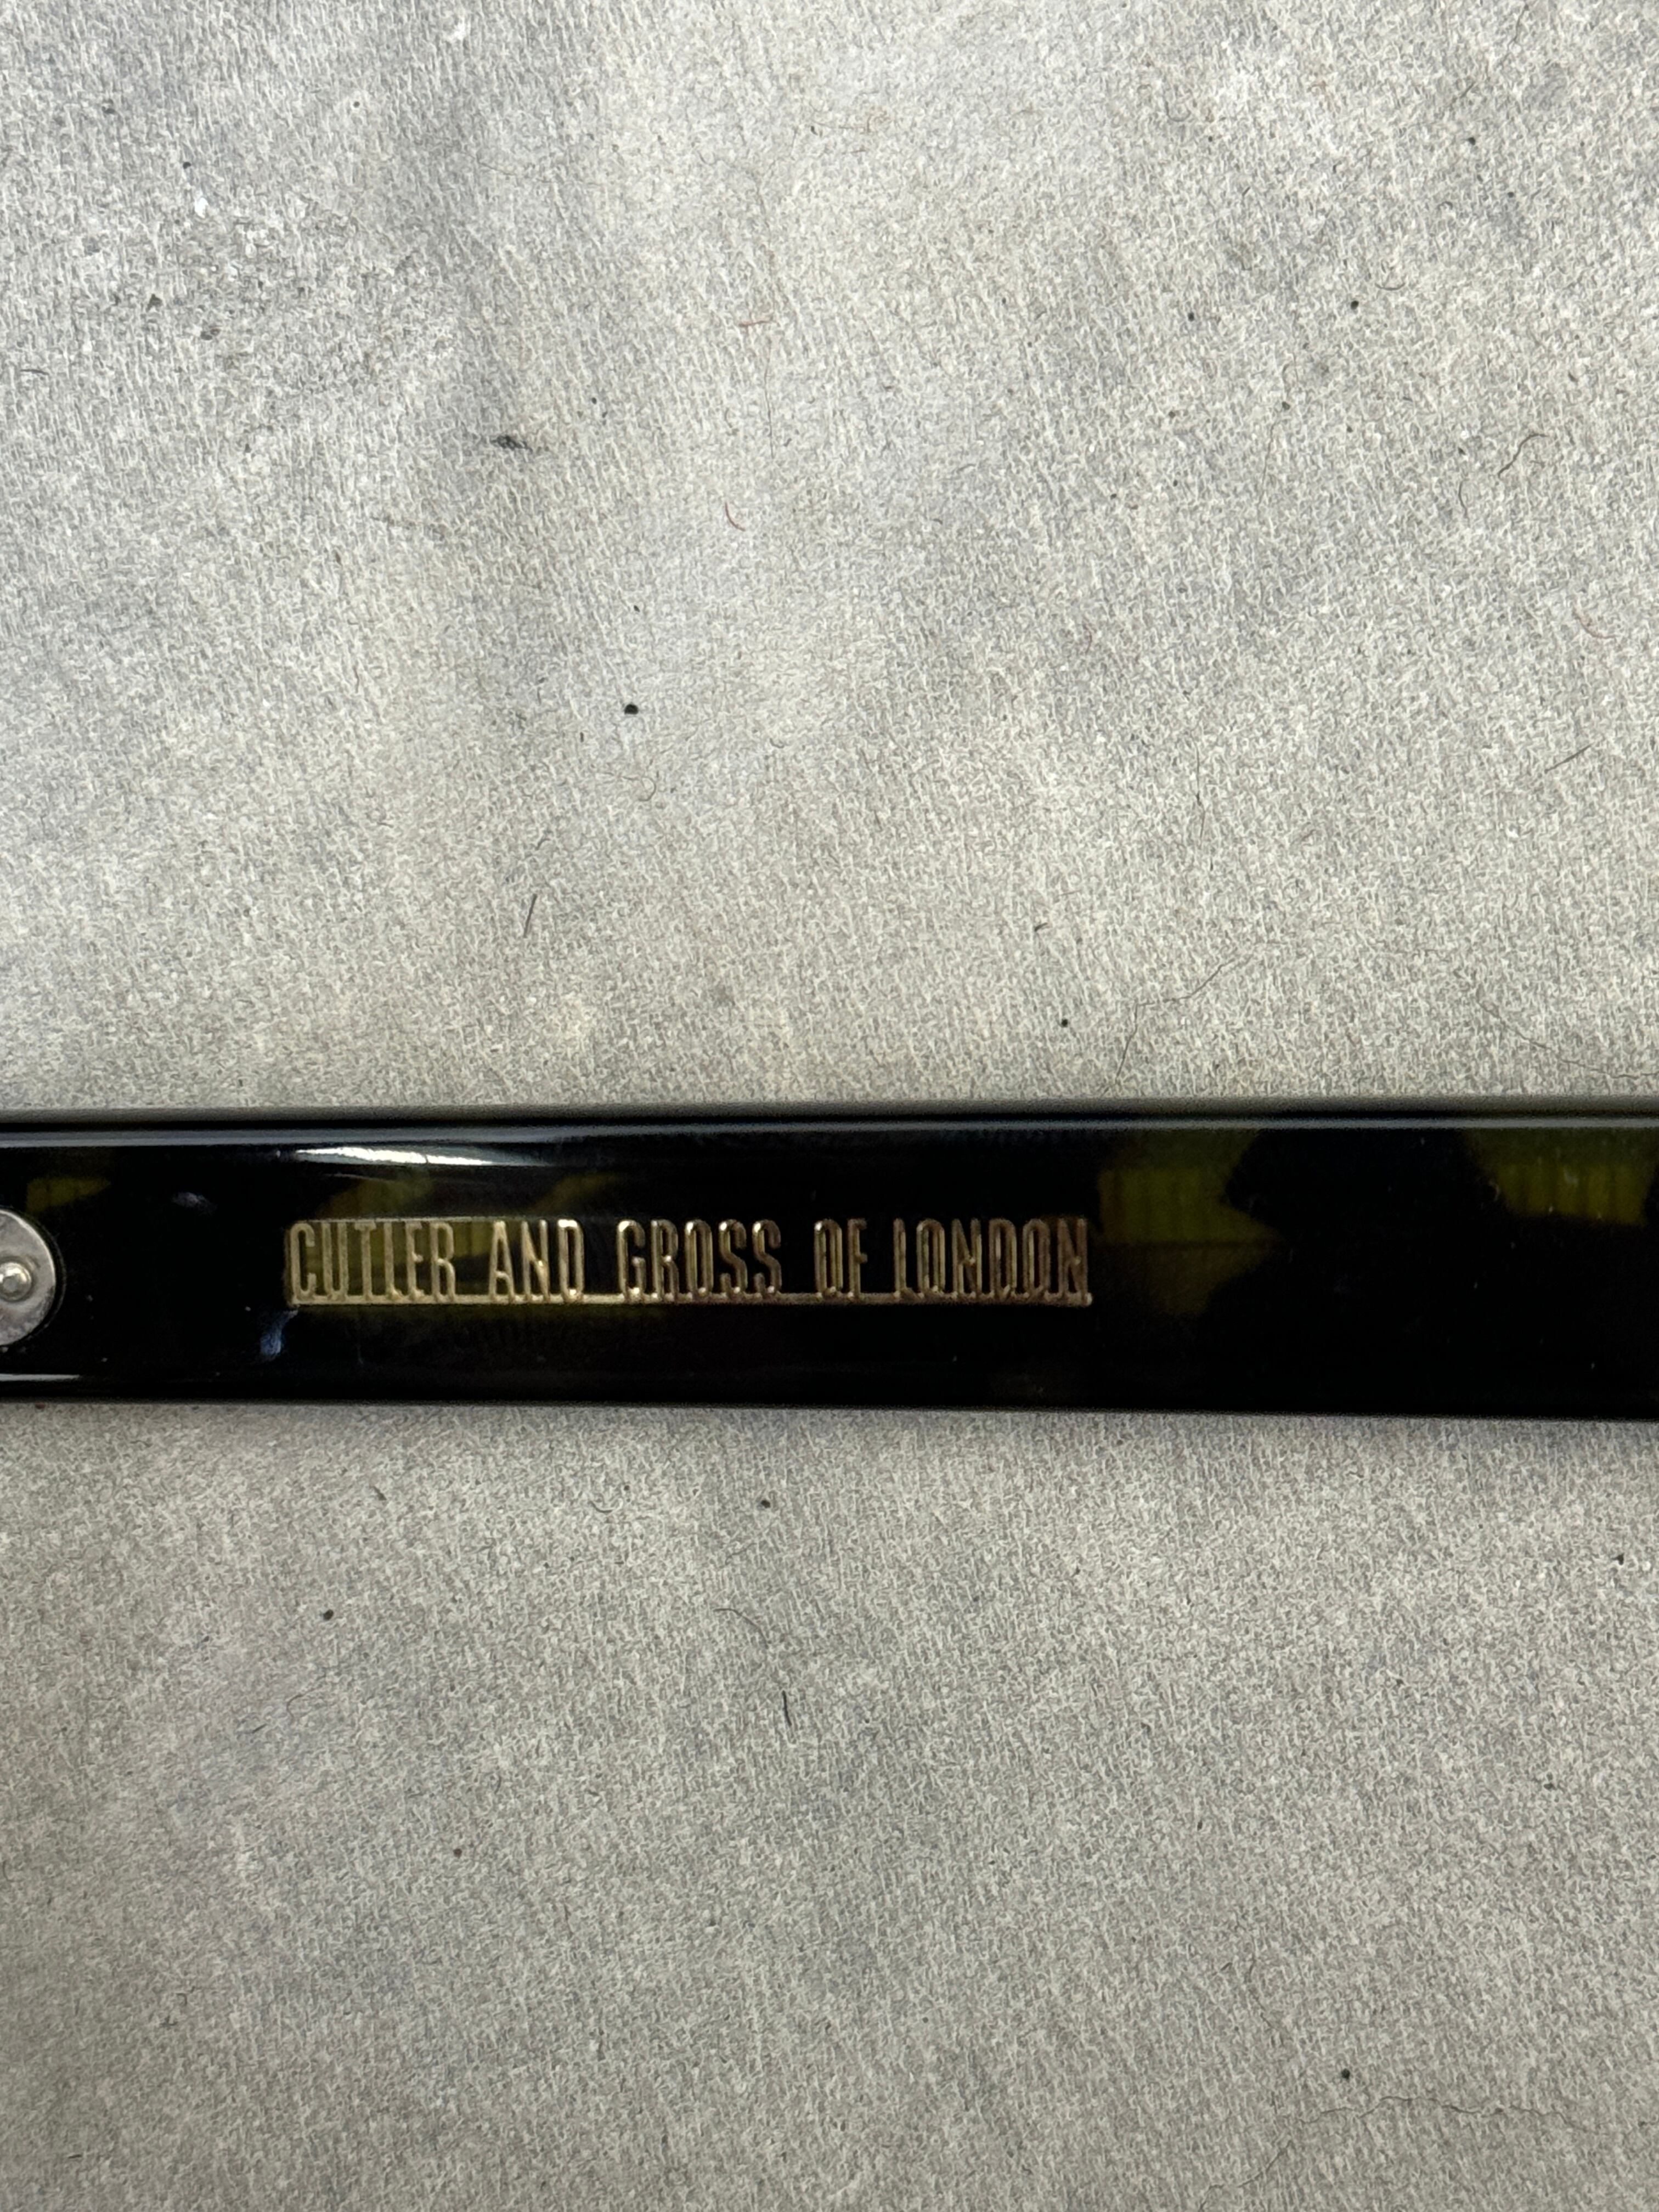 CUTLER AND GROSS OF LONDON